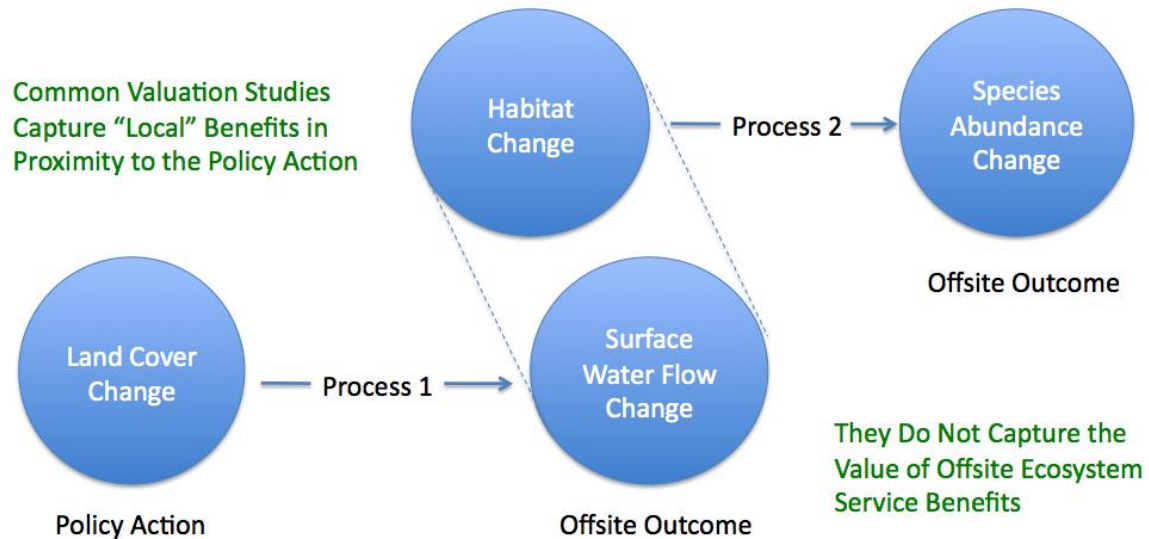 Common Valuation Studies
Capture “Local” Benefits in
Proximity to the Policy Action
Habitat
Change
Process 2
Species
Abundance
Change
Offsite Outcome
Land Cover
Change
Process 1
Surface
Water Flow
Change
Policy Action
Offsite Outcome
They Do Not Capture the
Value of Offsite Ecosystem
Service Benefits